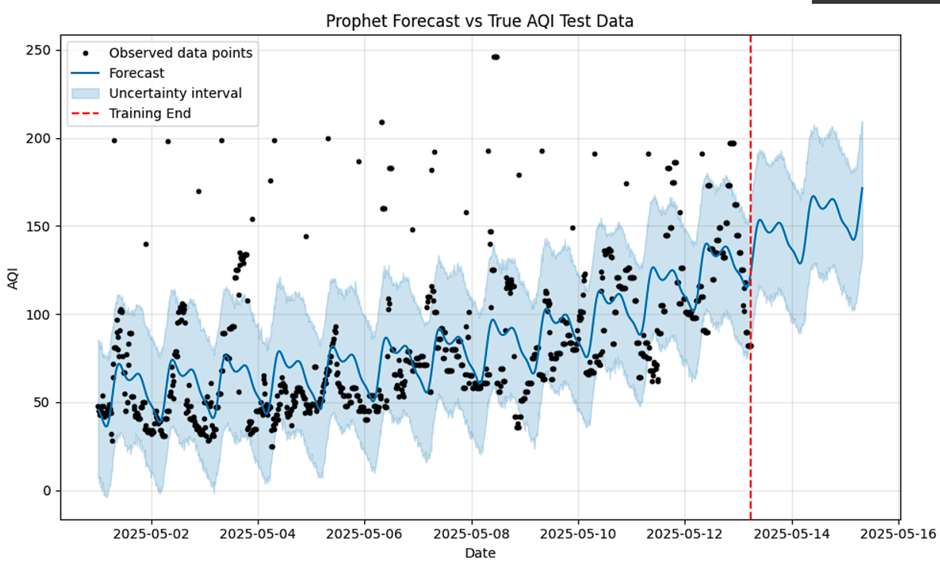 Prophet Forecast vs True AQI Test Data
Observed data points
Forecast
Uncertainty interval
Training End
250
200
150
100
50
0
AQI
2025-05-02 2025-05-04 2025-05-06 2025-05-08 2025-05-10 2025-05-12 2025-05-14 2025-05-16
Date